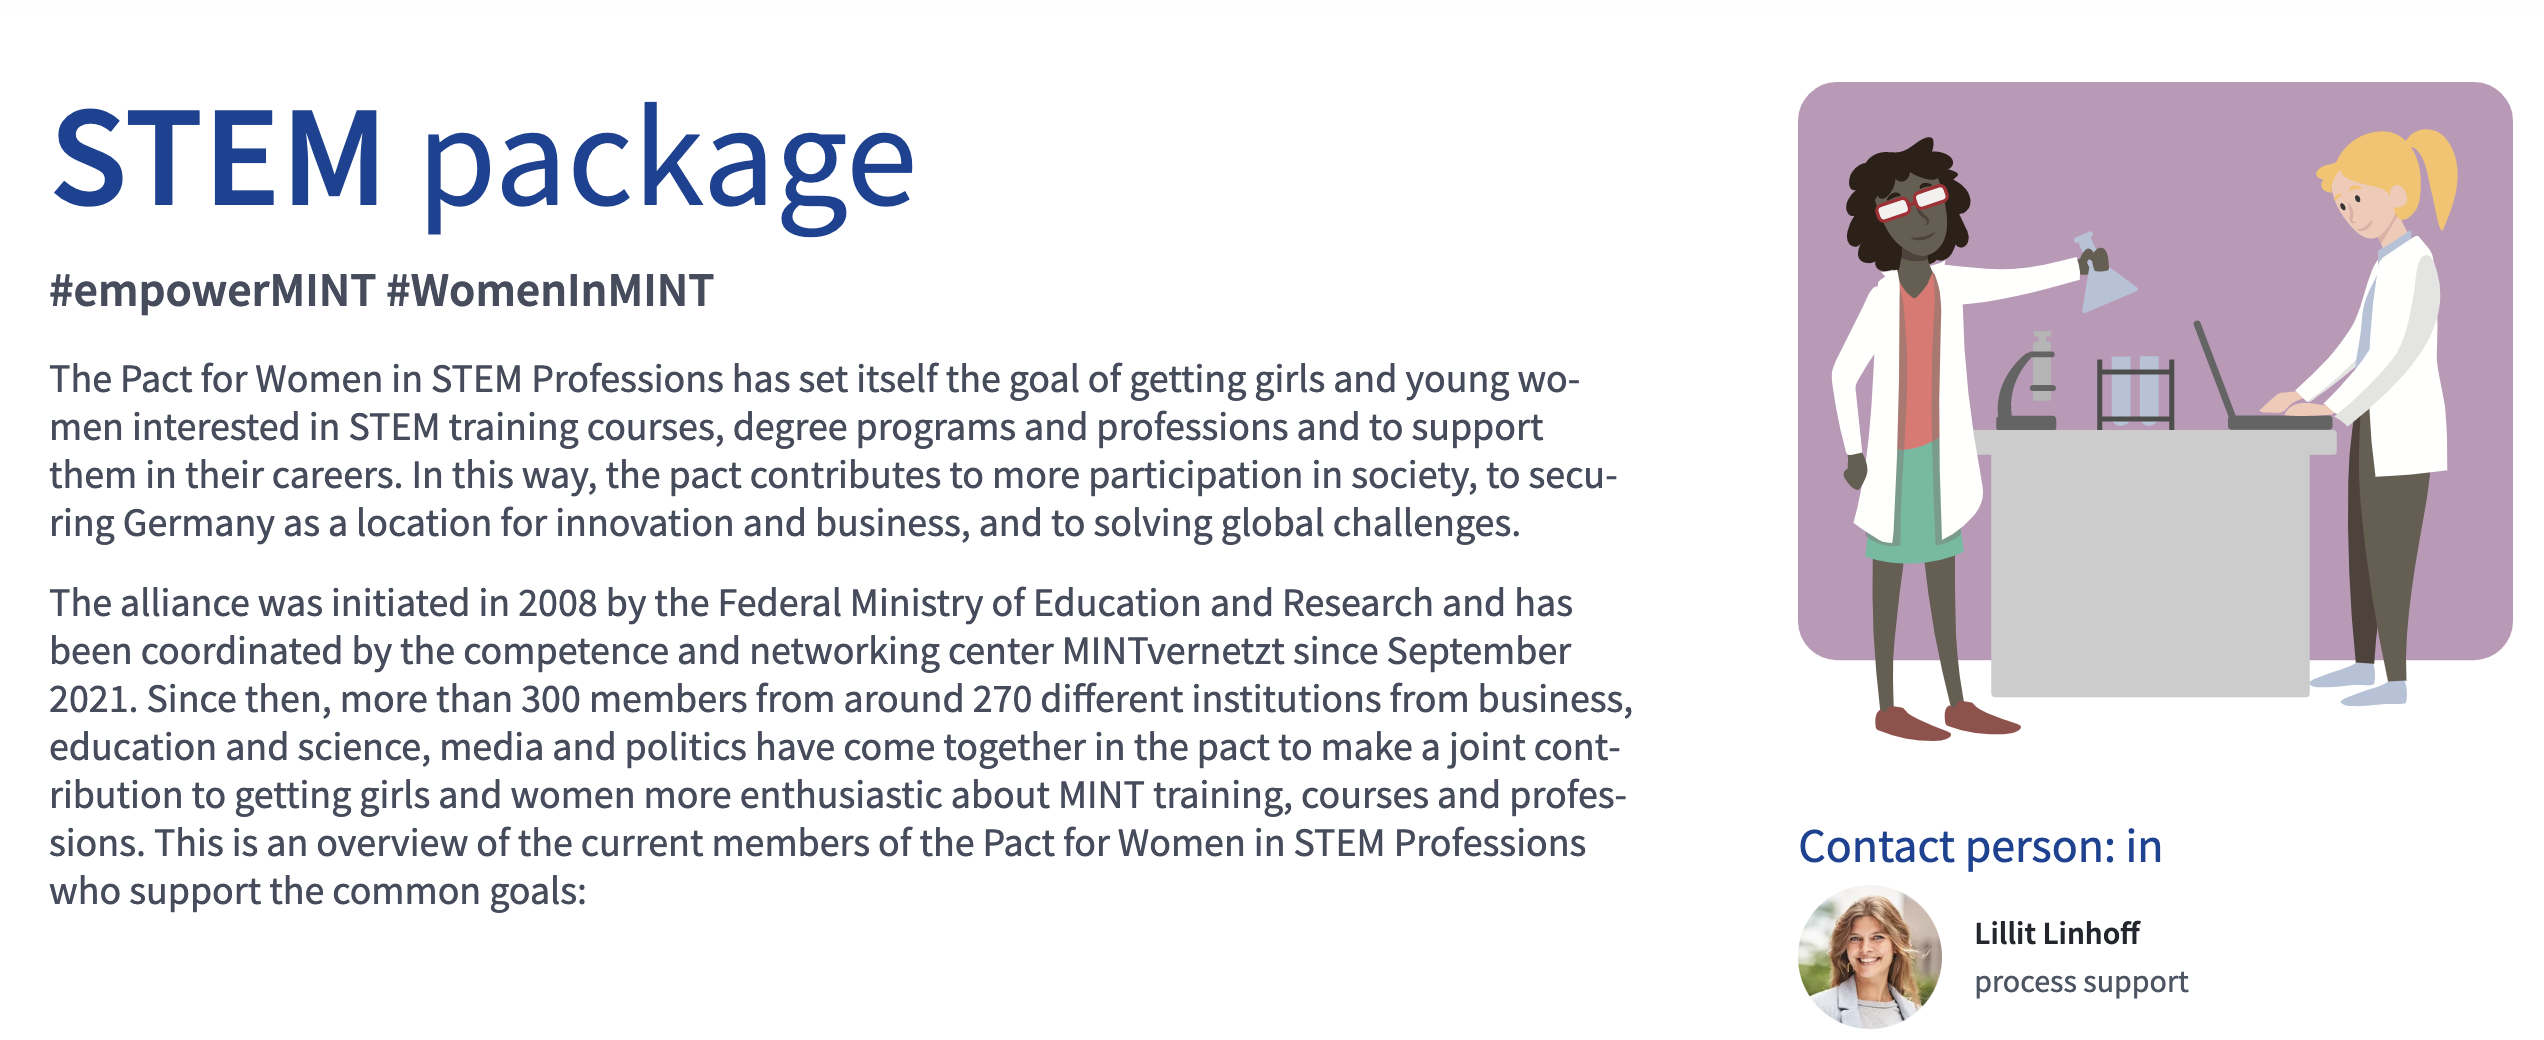 STEM package
#empowerMINT #WomenInMINT
The Pact for Women in STEM Professions has set itself the goal of getting girls and young wo-
men interested in STEM training courses, degree programs and professions and to support
them in their careers. In this way, the pact contributes to more participation in society, to secu-
ring Germany as a location for innovation and business, and to solving global challenges.
The alliance was initiated in 2008 by the Federal Ministry of Education and Research and has
been coordinated by the competence and networking center MINTvernetzt since September
2021. Since then, more than 300 members from around 270 different institutions from business,
education and science, media and politics have come together in the pact to make a joint cont-
ribution to getting girls and women more enthusiastic about MINT training, courses and profes-
sions. This is an overview of the current members of the Pact for Women in STEM Professions
who support the common goals:
Contact person: in
Lillit Linhoff
process support